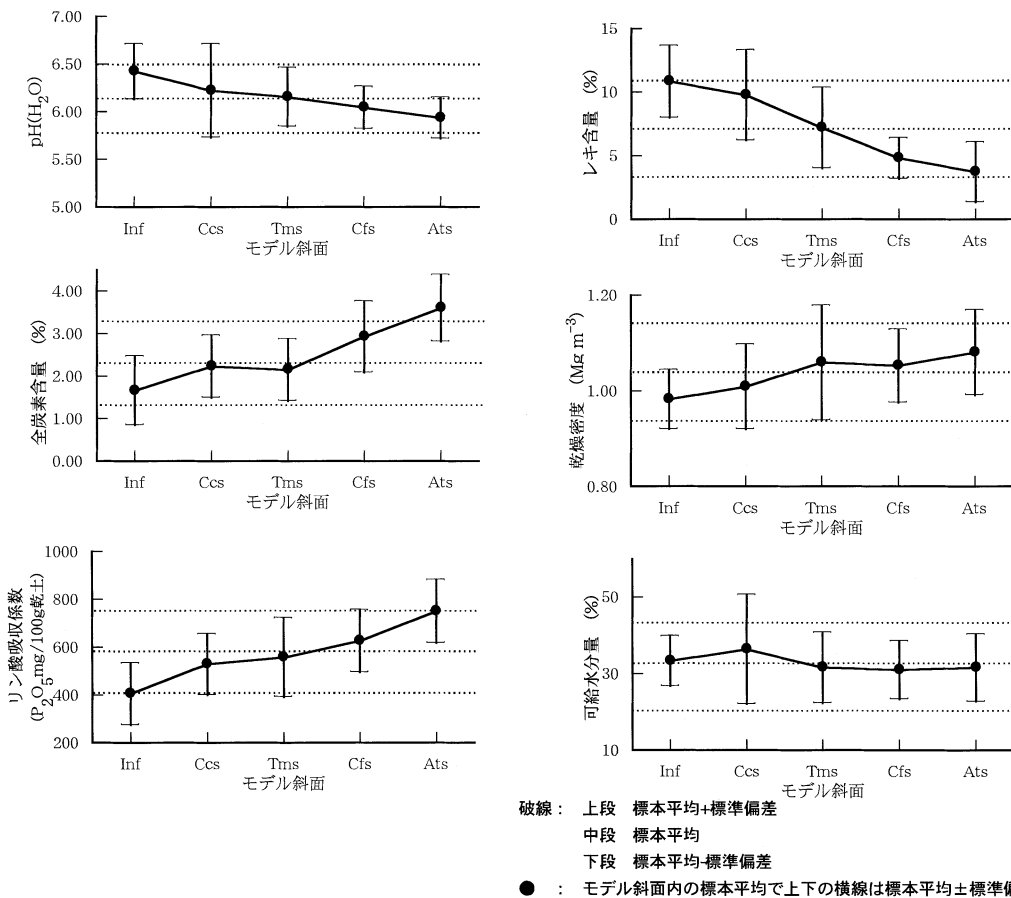 7.00
6.50
6.00
5.50
5.00
pH(H₂O)
Inf Ccs Tms Cfs Ats
モデル斜面
15
10
5
0
レキ含量 (%)
Inf Ccs Tms Cfs Ats
モデル斜面
4.00
3.00
2.00
1.00
0.00
全炭素含量 (%)
Inf Ccs Tms Cfs Ats
モデル斜面
1.20
1.00
0.80
乾燥密度 (Mg m⁻³)
Inf Ccs Tms Cfs Ats
モデル斜面
1000
800
600
400
200
リン酸吸収係数
(P₂O₅mg/100g乾土)
Inf Ccs Tms Cfs Ats
モデル斜面
50
30
10
可給水分量 (%)
Inf Ccs Tms Cfs Ats
モデル斜面
破線： 上段 標本平均+標準偏差
中段 標本平均
下段 標本平均-標準偏差
● ： モデル斜面内の標本平均で上下の横線は標本平均±標準偏